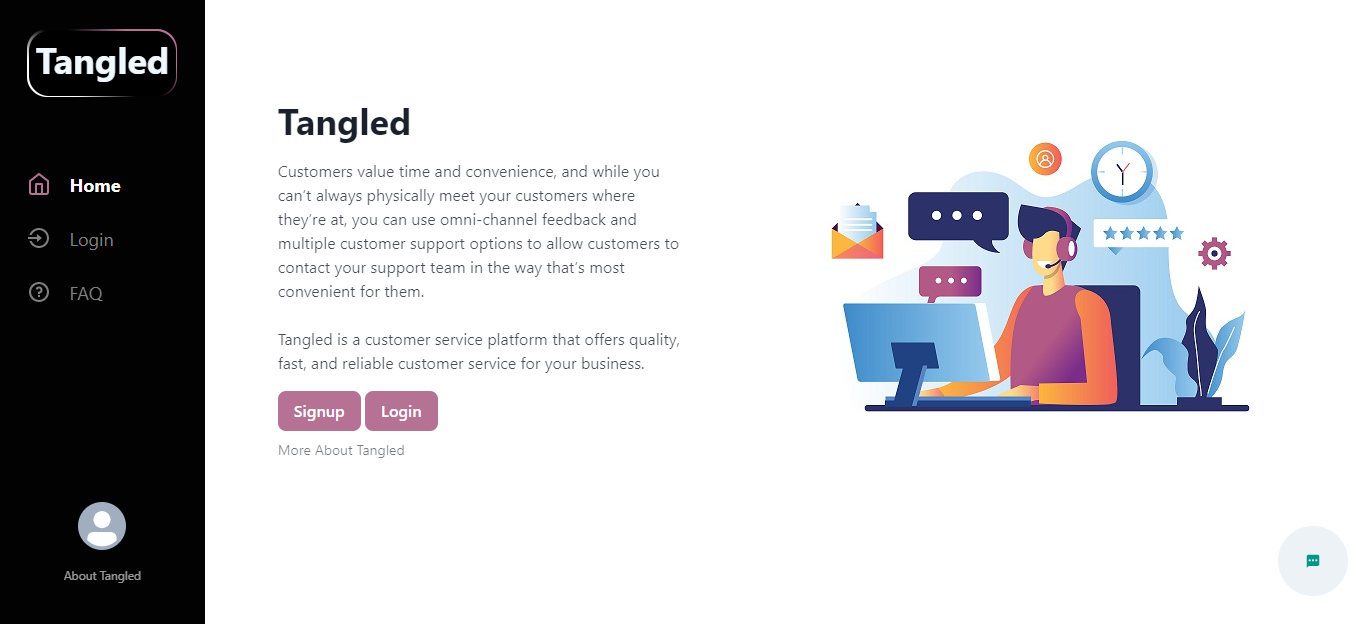 Tangled
Home
Login
FAQ
About Tangled
Tangled
Customers value time and convenience, and while you
can’t always physically meet your customers where
they’re at, you can use omni-channel feedback and
multiple customer support options to allow customers to
contact your support team in the way that’s most
convenient for them.
Tangled is a customer service platform that offers quality,
fast, and reliable customer service for your business.
Signup Login
More About Tangled